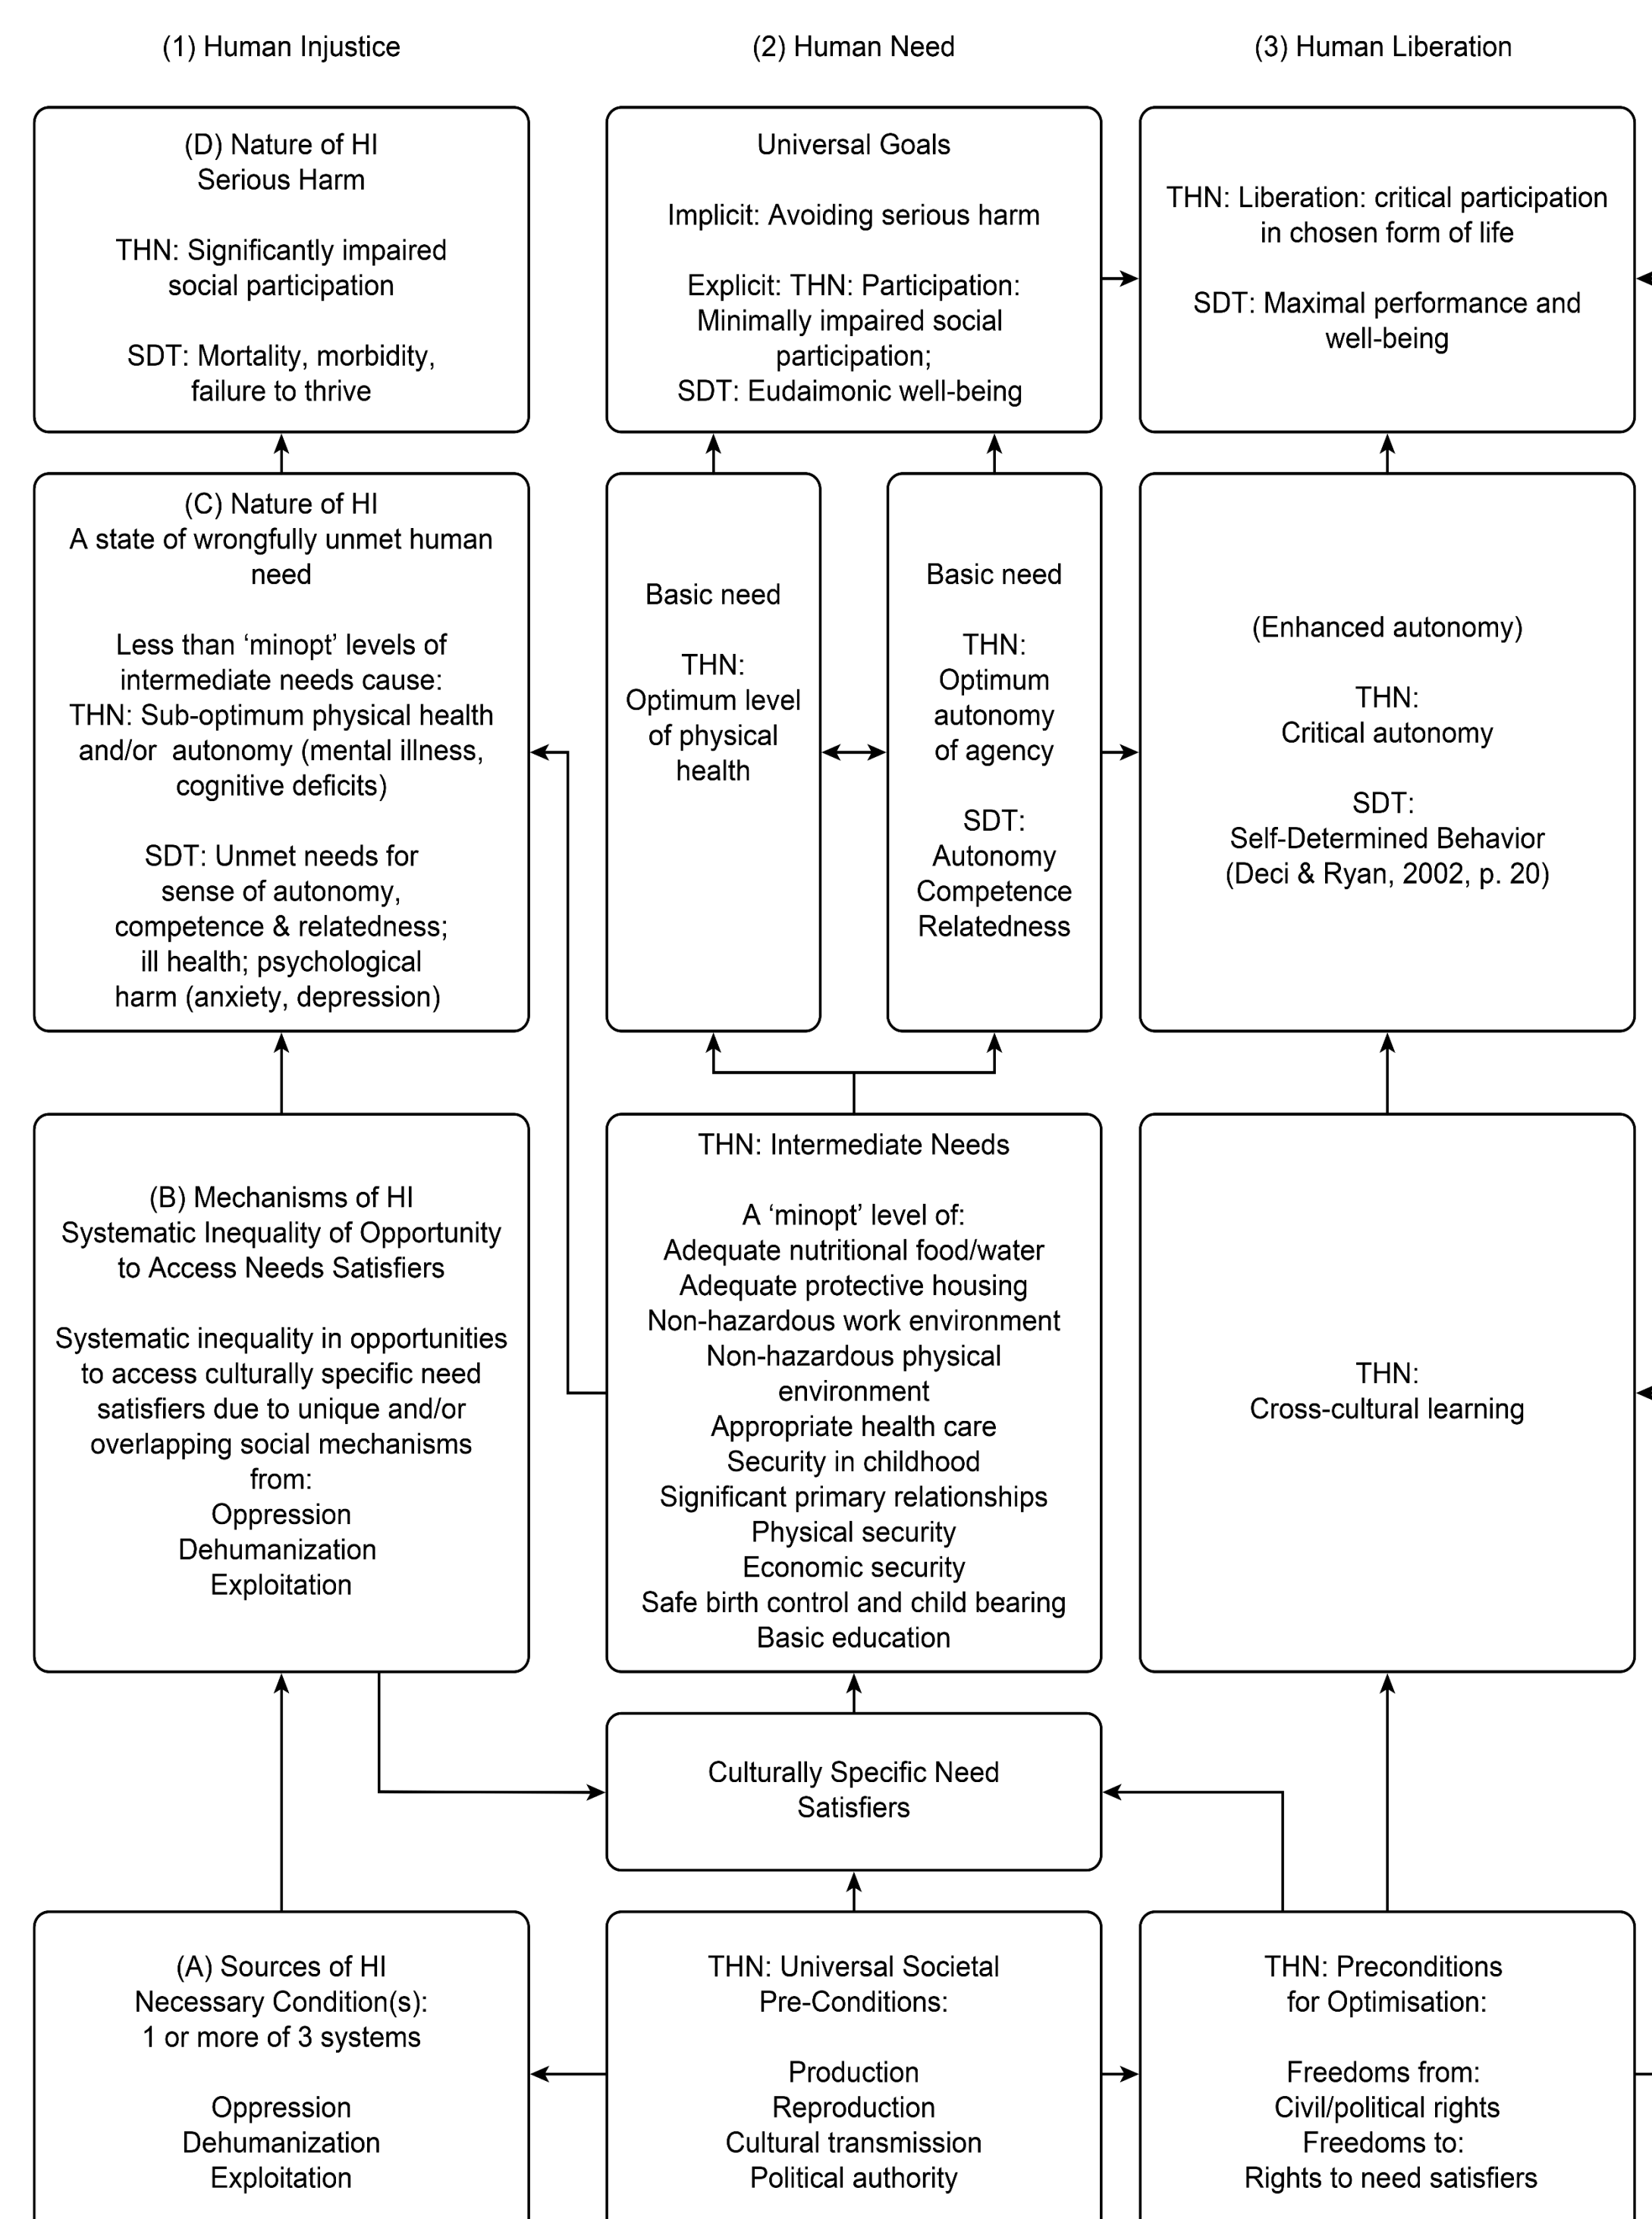 (1) Human Injustice
(2) Human Need
(3) Human Liberation
(D) Nature of HI
Serious Harm
THN: Significantly impaired
social participation
SDT: Mortality, morbidity,
failure to thrive
Universal Goals
Implicit: Avoiding serious harm
Explicit: THN: Participation:
Minimally impaired social
participation;
SDT: Eudaimonic well-being
THN: Liberation: critical participation
in chosen form of life
SDT: Maximal performance and
well-being
(C) Nature of HI
A state of wrongfully unmet human
need
Less than ‘minopt’ levels of
intermediate needs cause:
THN: Sub-optimum physical health
and/or  autonomy (mental illness,
cognitive deficits)
SDT: Unmet needs for
sense of autonomy,
competence & relatedness;
ill health; psychological
harm (anxiety, depression)
Basic need
THN:
Optimum level
of physical
health
Basic need
THN:
Optimum
autonomy
of agency
SDT:
Autonomy
Competence
Relatedness
(Enhanced autonomy)
THN:
Critical autonomy
SDT:
Self-Determined Behavior
(Deci & Ryan, 2002, p. 20)
(B) Mechanisms of HI
Systematic Inequality of Opportunity
to Access Needs Satisfiers
Systematic inequality in opportunities
to access culturally specific need
satisfiers due to unique and/or
overlapping social mechanisms
from:
Oppression
Dehumanization
Exploitation
THN: Intermediate Needs
A ‘minopt’ level of:
Adequate nutritional food/water
Adequate protective housing
Non-hazardous work environment
Non-hazardous physical
environment
Appropriate health care
Security in childhood
Significant primary relationships
Physical security
Economic security
Safe birth control and child bearing
Basic education
THN:
Cross-cultural learning
Culturally Specific Need
Satisfiers
(A) Sources of HI
Necessary Condition(s):
1 or more of 3 systems
Oppression
Dehumanization
Exploitation
THN: Universal Societal
Pre-Conditions:
Production
Reproduction
Cultural transmission
Political authority
THN: Preconditions
for Optimisation:
Freedoms from:
Civil/political rights
Freedoms to:
Rights to need satisfiers